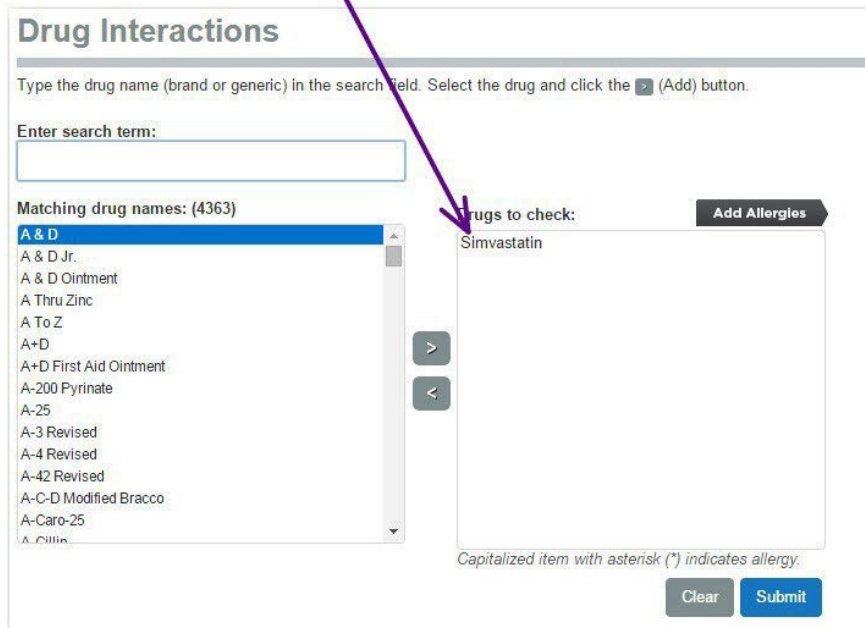 Drug Interactions
Type the drug name (brand or generic) in the search field. Select the drug and click the > (Add) button.
Enter search term:
Matching drug names: (4363)
A & D
A & D Jr.
A & D Ointment
A Thru Zinc
A To Z
A+D
A+D First Aid Ointment
A-200 Pyrinate
A-25
A-3 Revised
A-4 Revised
A-42 Revised
A-C-D Modified Bracco
A-Caro-25
A-Cillin
>
<
Drugs to check:
Add Allergies
Simvastatin
Capitalized item with asterisk (*) indicates allergy.
Clear
Submit